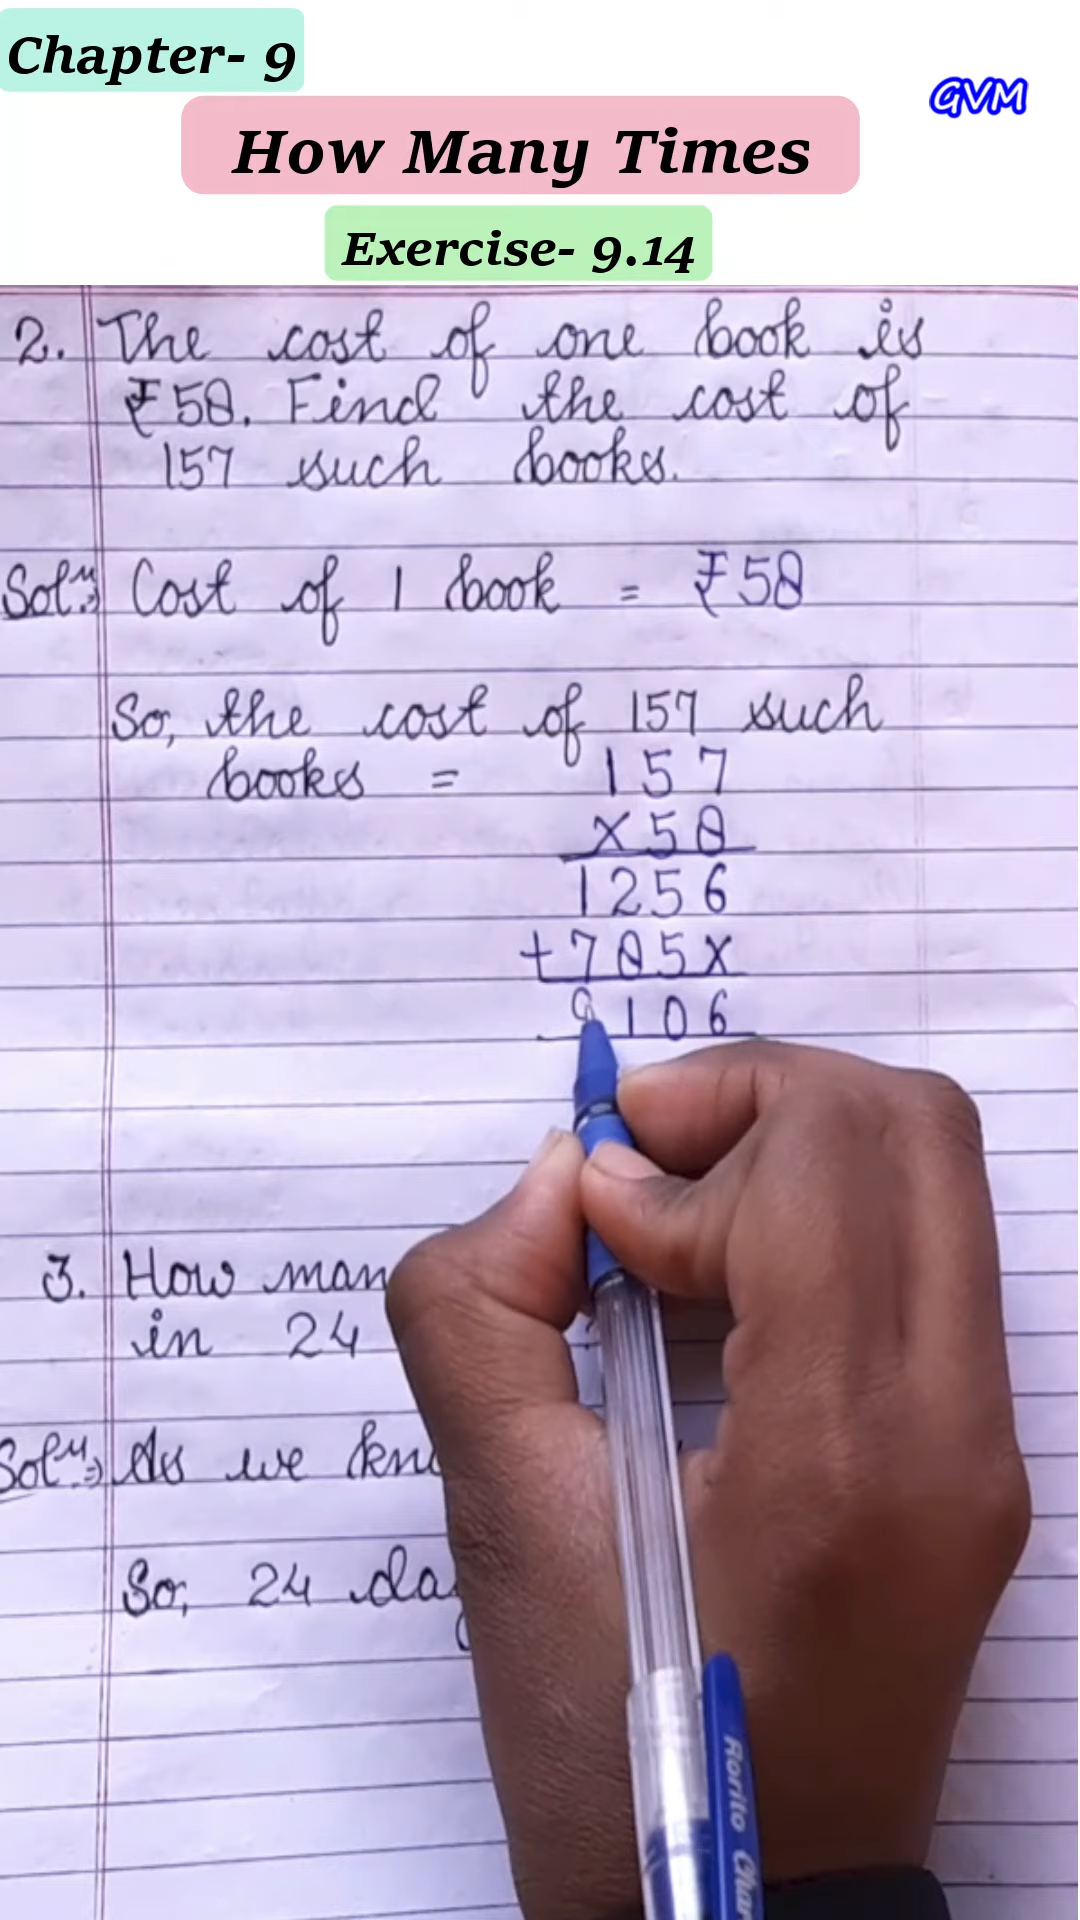 Chapter- 9
GVM
How Many Times
Exercise- 9.14
2. The cost of one book is
₹58. Find the cost of
157 such books.
Solⁿ:⇒ Cost of 1 book = ₹58
So, the cost of 157 such
books = 157
×58
1256
+785×
9106
3. How
in 24
Solⁿ:⇒ As we
So, 24
Rorito